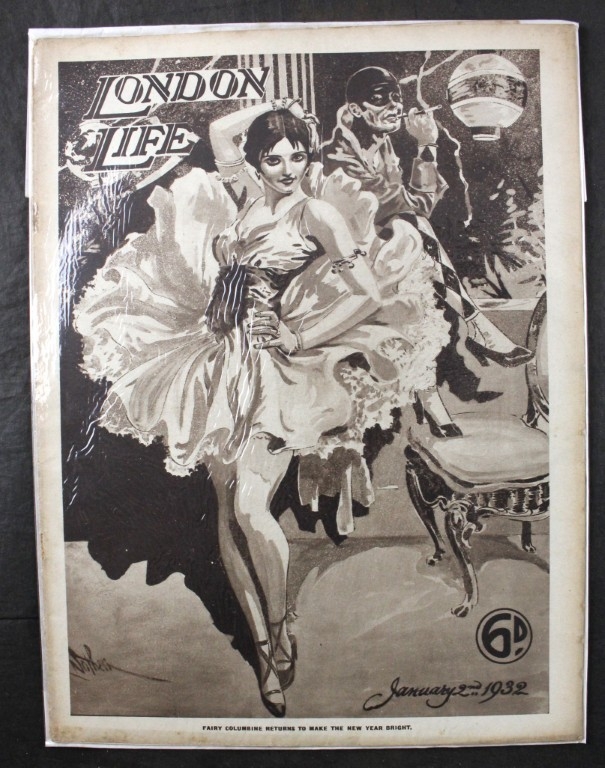 LONDON
LIFE
6D.
January 2nd 1932
FAIRY COLUMBINE RETURNS TO MAKE THE NEW YEAR BRIGHT.